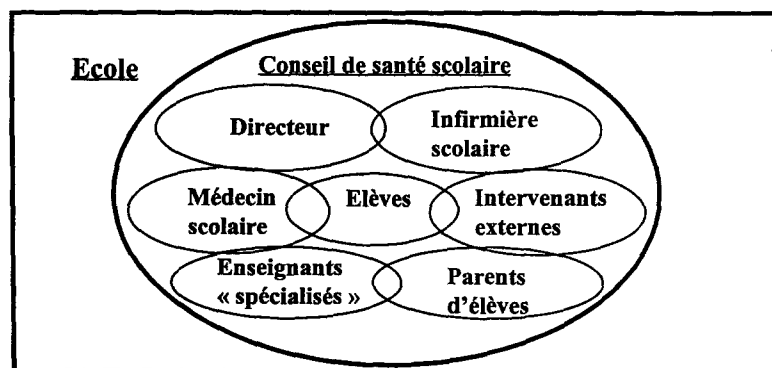 Ecole
Conseil de santé scolaire
Directeur
Infirmière
scolaire
Médecin
scolaire
Elèves
Intervenants
externes
Enseignants
« spécialisés »
Parents
d'élèves